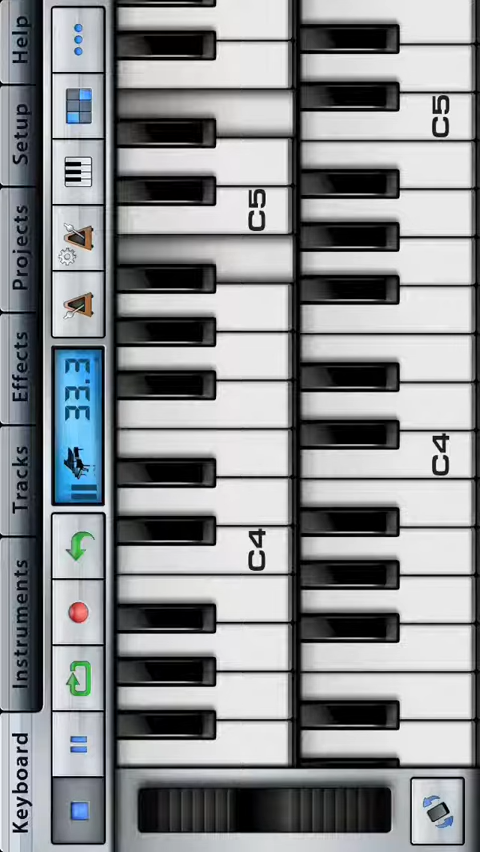 Keyboard
Instruments
Tracks
Effects
Projects
Setup
Help
33.3
C4
C5
C4
C5